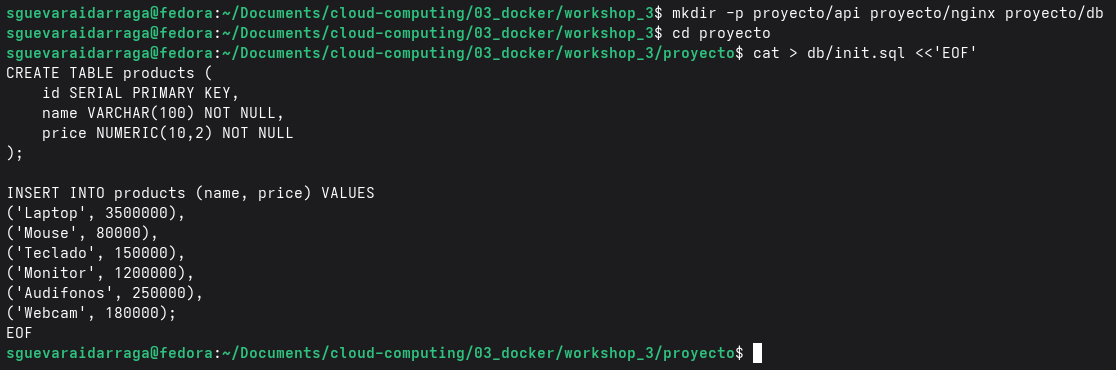 sguevaraidarraga@fedora:~/Documents/cloud-computing/03_docker/workshop_3$ mkdir -p proyecto/api proyecto/nginx proyecto/db
sguevaraidarraga@fedora:~/Documents/cloud-computing/03_docker/workshop_3$ cd proyecto
sguevaraidarraga@fedora:~/Documents/cloud-computing/03_docker/workshop_3/proyecto$ cat > db/init.sql <<'EOF'
CREATE TABLE products (
    id SERIAL PRIMARY KEY,
    name VARCHAR(100) NOT NULL,
    price NUMERIC(10,2) NOT NULL
);

INSERT INTO products (name, price) VALUES
('Laptop', 3500000),
('Mouse', 80000),
('Teclado', 150000),
('Monitor', 1200000),
('Audifonos', 250000),
('Webcam', 180000);
EOF
sguevaraidarraga@fedora:~/Documents/cloud-computing/03_docker/workshop_3/proyecto$